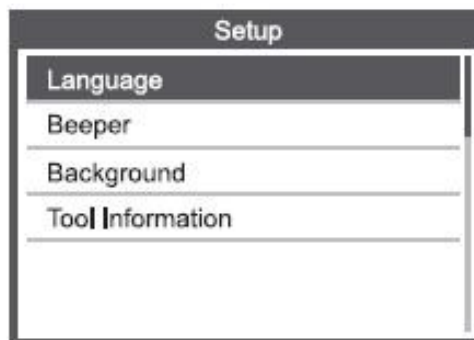 Setup
Language
Beeper
Background
Tool Information